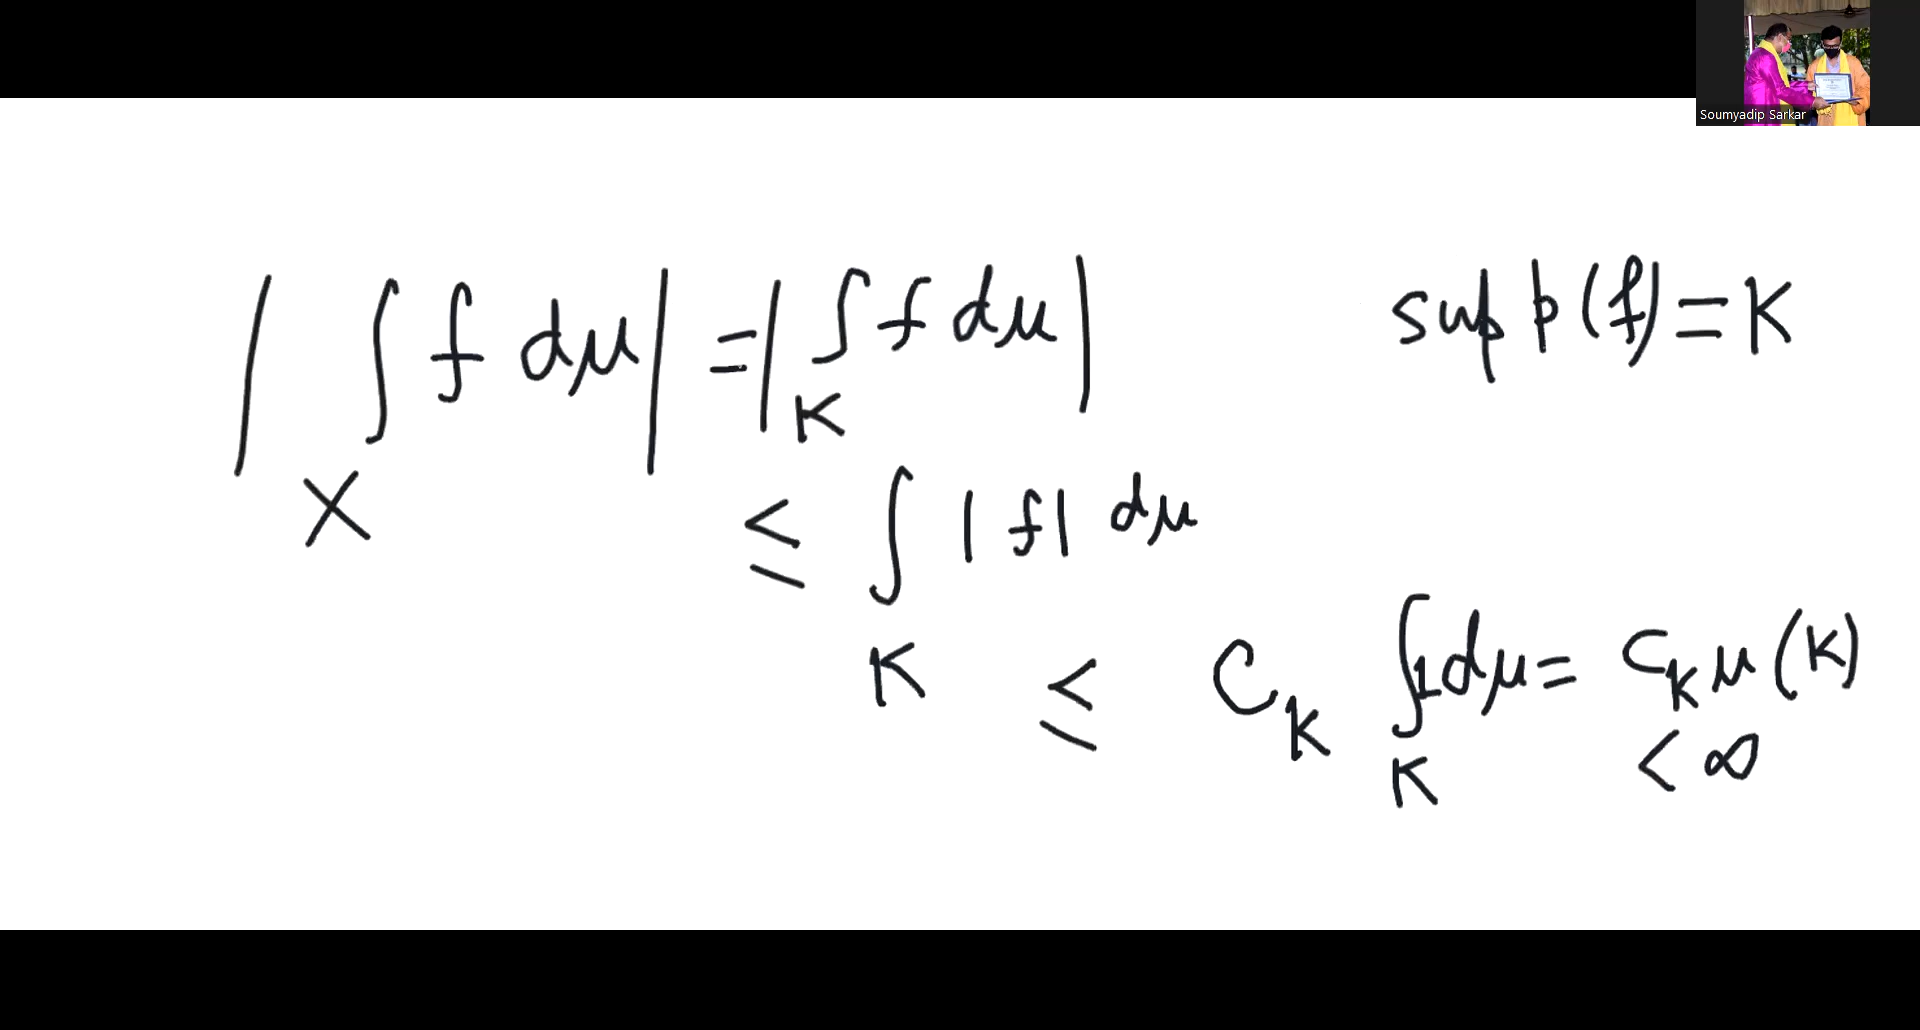 Soumyadip Sarkar
| ∫_X f dμ | = | ∫_K f dμ | supp(f) = K
≤ ∫_K |f| dμ
≤ C_K ∫_K 1 dμ = C_K μ(K)
< ∞